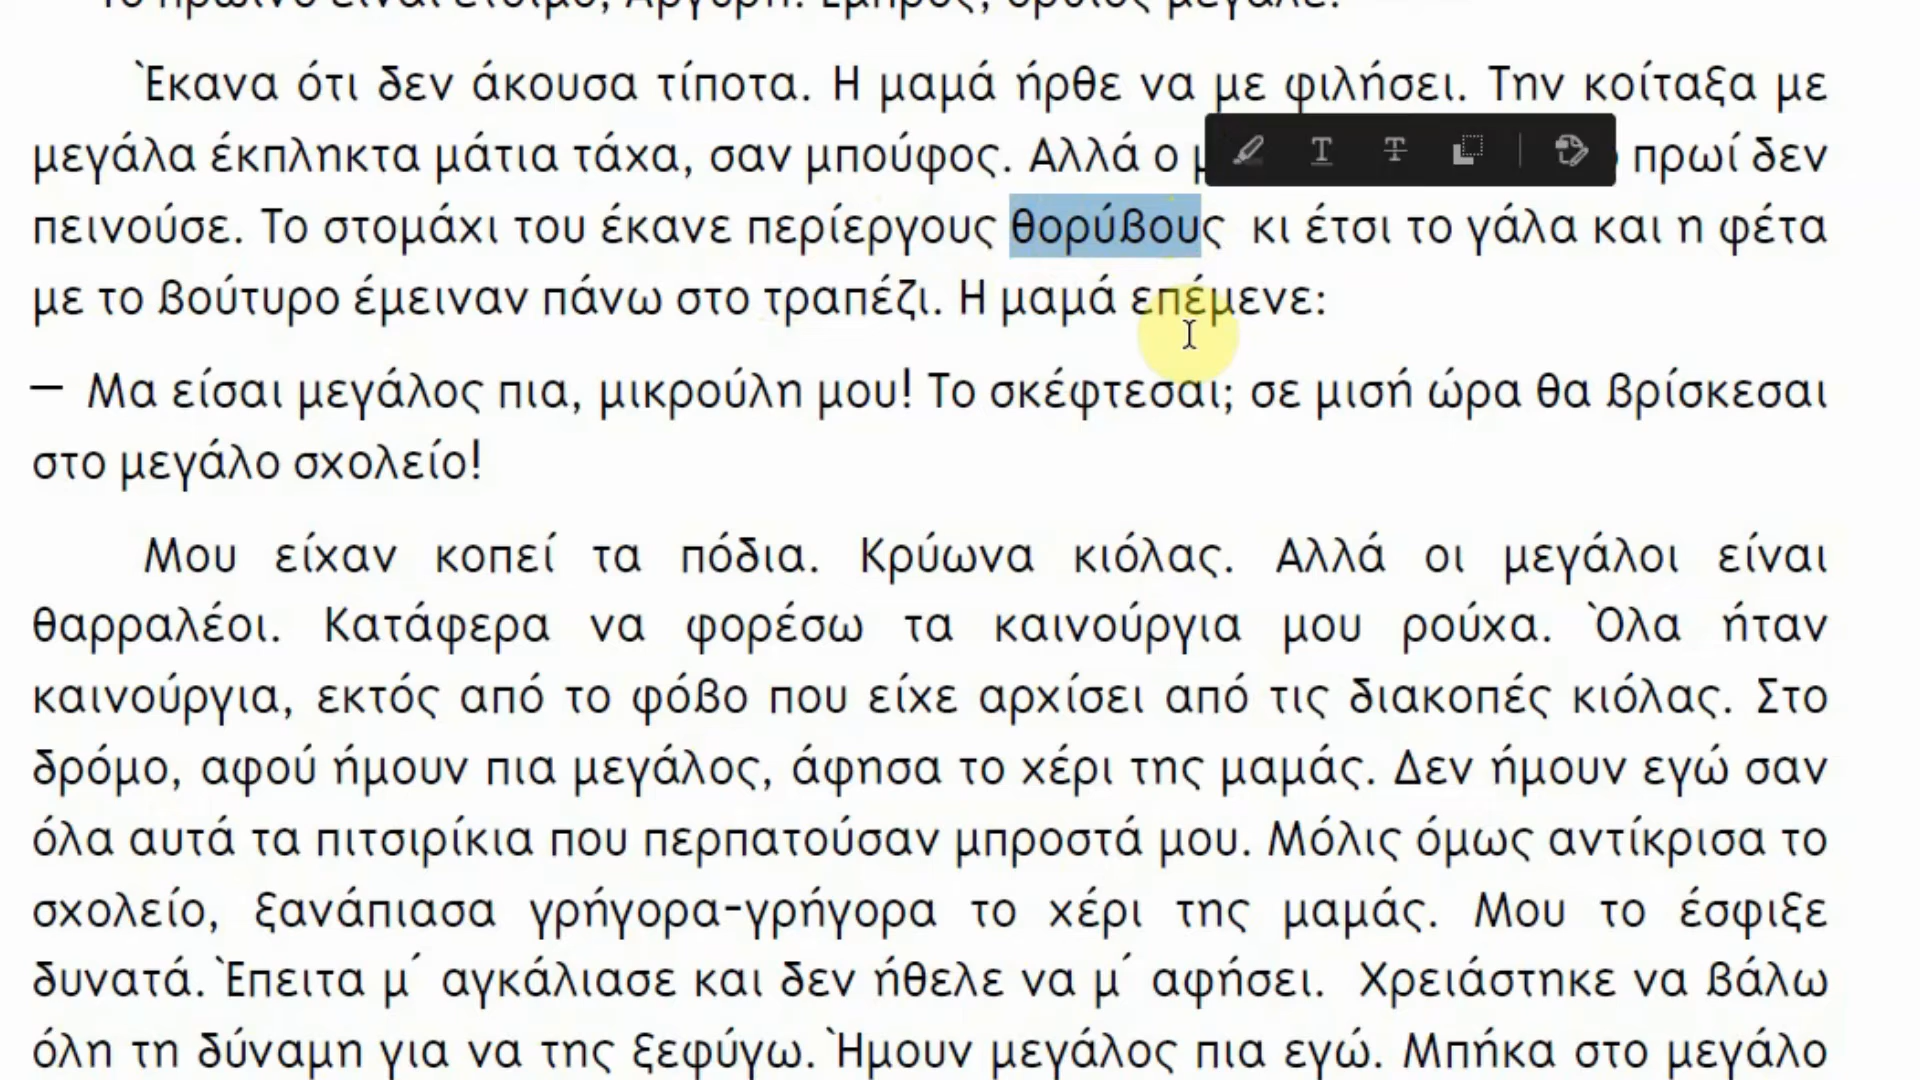 το πρωινό είναι έτοιμο, Αργύρη! Εμπρός, όρθιος μεγάλε!
Έκανα ότι δεν άκουσα τίποτα. Η μαμά ήρθε να με φιλήσει. Την κοίταξα με
μεγάλα έκπληκτα μάτια τάχα, σαν μπούφος. Αλλά ο πρωί δεν
πεινούσε. Το στομάχι του έκανε περίεργους θορύβους κι έτσι το γάλα και η φέτα
με το βούτυρο έμειναν πάνω στο τραπέζι. Η μαμά επέμενε:
– Μα είσαι μεγάλος πια, μικρούλη μου! Το σκέφτεσαι; σε μισή ώρα θα βρίσκεσαι
στο μεγάλο σχολείο!
Μου είχαν κοπεί τα πόδια. Κρύωνα κιόλας. Αλλά οι μεγάλοι είναι
θαρραλέοι. Κατάφερα να φορέσω τα καινούργια μου ρούχα. Όλα ήταν
καινούργια, εκτός από το φόβο που είχε αρχίσει από τις διακοπές κιόλας. Στο
δρόμο, αφού ήμουν πια μεγάλος, άφησα το χέρι της μαμάς. Δεν ήμουν εγώ σαν
όλα αυτά τα πιτσιρίκια που περπατούσαν μπροστά μου. Μόλις όμως αντίκρισα το
σχολείο, ξανάπιασα γρήγορα-γρήγορα το χέρι της μαμάς. Μου το έσφιξε
δυνατά. Έπειτα μ΄ αγκάλιασε και δεν ήθελε να μ΄ αφήσει. Χρειάστηκε να βάλω
όλη τη δύναμη για να της ξεφύγω. Ήμουν μεγάλος πια εγώ. Μπήκα στο μεγάλο